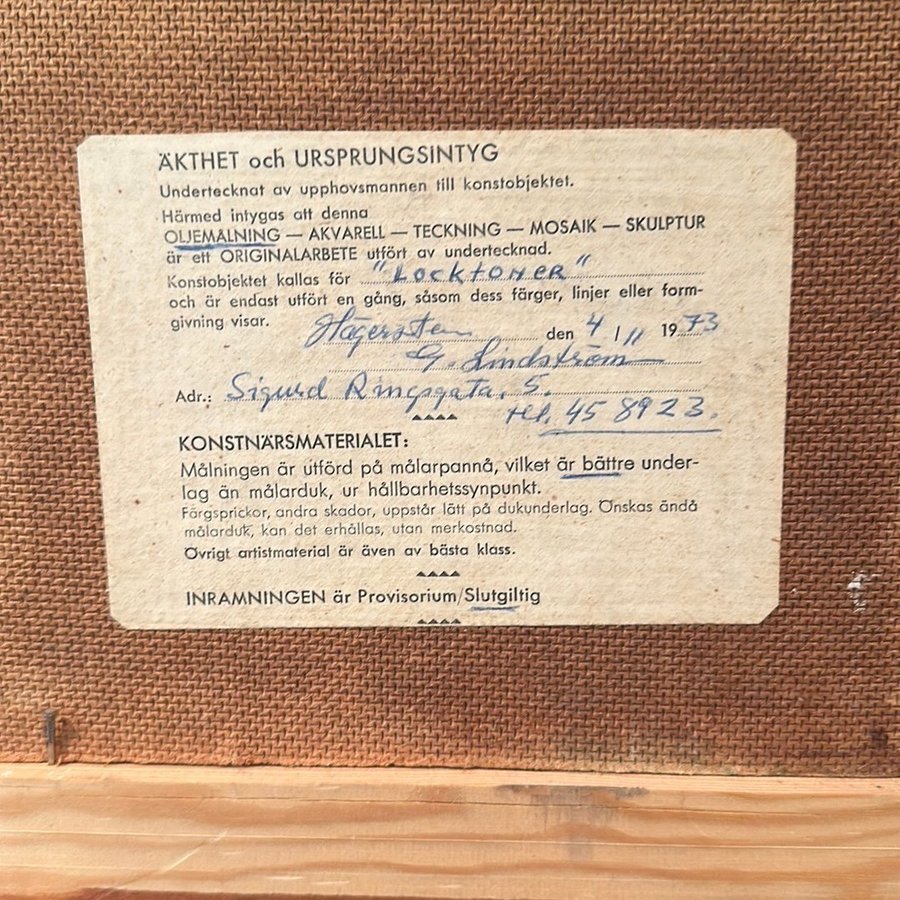 ÄKTHET och URSPRUNGSINTYG
Undertecknat av upphovsmannen till konstobjektet.
Härmed intygas att denna
OLJEMÅLNING — AKVARELL — TECKNING — MOSAIK — SKULPTUR
är ett ORIGINALARBETE utfört av undertecknad.
Konstobjektet kallas för "LOCKTONER"
och är endast utfört en gång, såsom dess färger, linjer eller form-
givning visar.
Hägersten den 4/11 1973
G. Lindström
Adr.: Sigurd Ringsgata, 5.
tel. 45 89 23.
KONSTNÄRSMATERIALET:
Målningen är utförd på målarpannå, vilket är bättre under-
lag än målarduk, ur hållbarhetssynpunkt.
Färgsprickor, andra skador, uppstår lätt på dukunderlag. Önskas ändå
målarduk, kan det erhållas, utan merkostnad.
Övrigt artistmaterial är även av bästa klass.
INRAMNINGEN är Provisorium/Slutgiltig